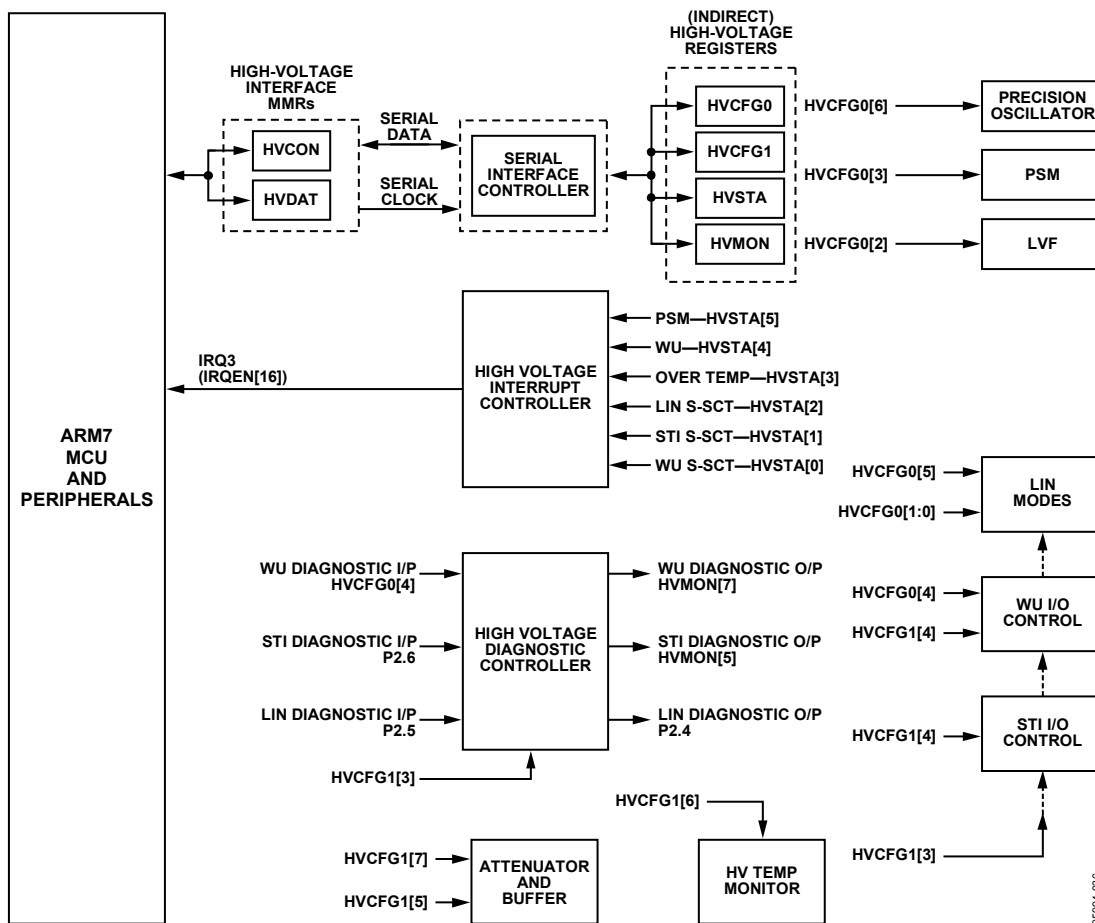 (INDIRECT)
HIGH-VOLTAGE
REGISTERS
HIGH-VOLTAGE
INTERFACE
MMRs
HVCON
HVDAT
SERIAL
DATA
SERIAL
CLOCK
SERIAL
INTERFACE
CONTROLLER
HVCFG0
HVCFG1
HVSTA
HVMON
HVCFG0[6]
PRECISION
OSCILLATOR
HVCFG0[3]
PSM
HVCFG0[2]
LVF
ARM7
MCU
AND
PERIPHERALS
IRQ3
(IRQEN[16])
HIGH VOLTAGE
INTERRUPT
CONTROLLER
PSM—HVSTA[5]
WU—HVSTA[4]
OVER TEMP—HVSTA[3]
LIN S-SCT—HVSTA[2]
STI S-SCT—HVSTA[1]
WU S-SCT—HVSTA[0]
HVCFG0[5]
HVCFG0[1:0]
LIN
MODES
WU DIAGNOSTIC I/P
HVCFG0[4]
STI DIAGNOSTIC I/P
P2.6
LIN DIAGNOSTIC I/P
P2.5
HVCFG1[3]
HIGH VOLTAGE
DIAGNOSTIC
CONTROLLER
WU DIAGNOSTIC O/P
HVMON[7]
STI DIAGNOSTIC O/P
HVMON[5]
LIN DIAGNOSTIC O/P
P2.4
HVCFG0[4]
HVCFG1[4]
WU I/O
CONTROL
HVCFG1[4]
STI I/O
CONTROL
HVCFG1[3]
HVCFG1[7]
HVCFG1[5]
ATTENUATOR
AND
BUFFER
HVCFG1[6]
HV TEMP
MONITOR